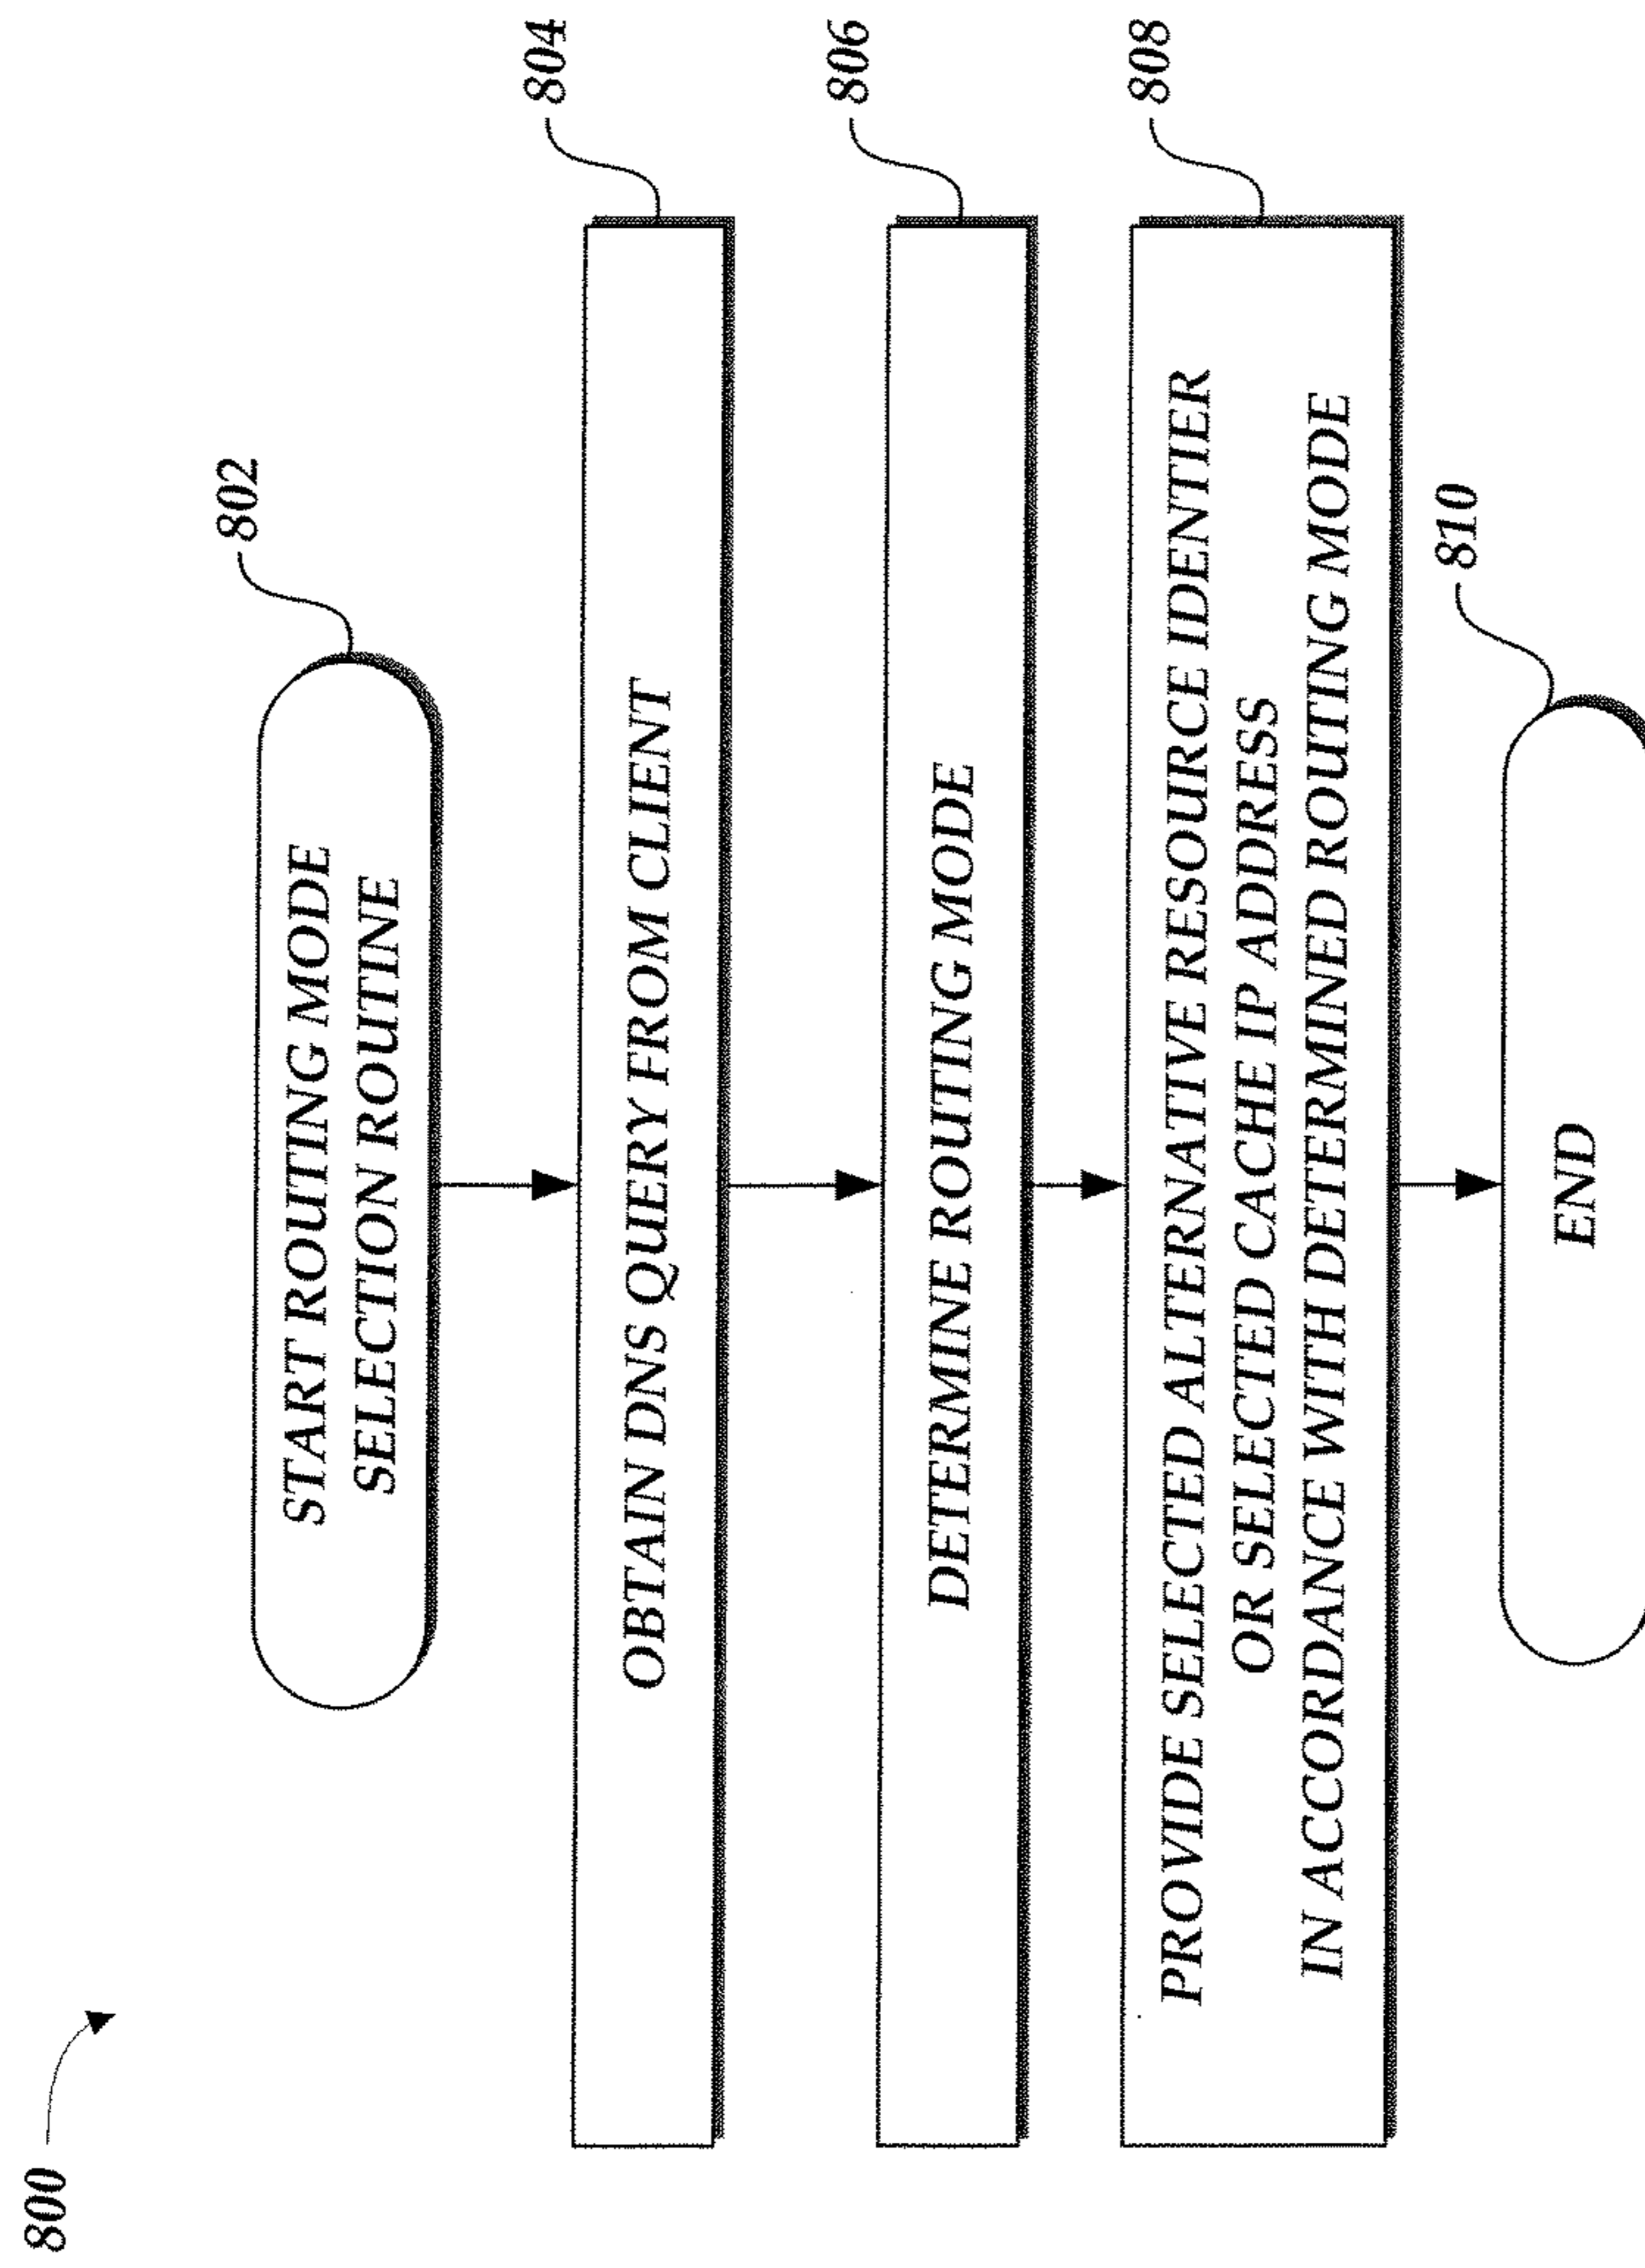 800
802
START ROUTING MODE
SELECTION ROUTINE
804
OBTAIN DNS QUERY FROM CLIENT
806
DETERMINE ROUTING MODE
808
PROVIDE SELECTED ALTERNATIVE RESOURCE IDENTIER
OR SELECTED CACHE IP ADDRESS
IN ACCORDANCE WITH DETERMINED ROUTING MODE
810
END